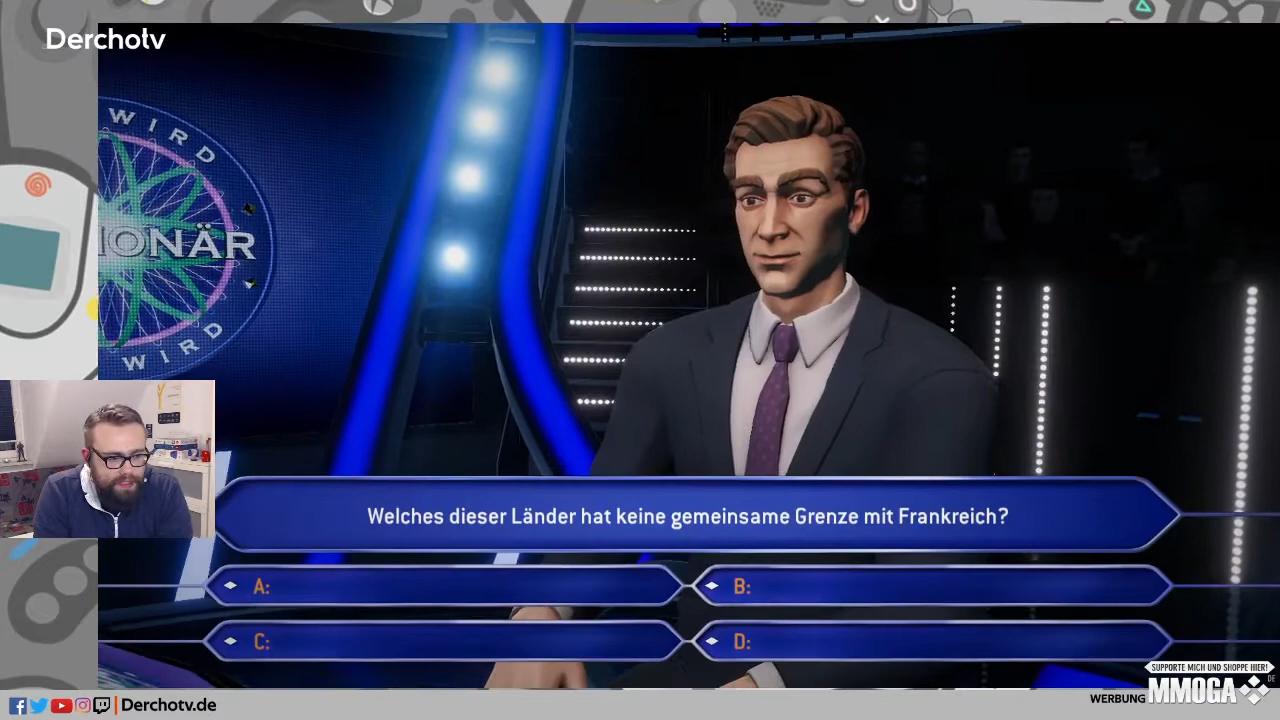 Derchotv
WIRD
IONÄR
WIRD
Welches dieser Länder hat keine gemeinsame Grenze mit Frankreich?
A:
B:
C:
D:
SUPPORTE MICH UND SHOPPE HIER!
WERBUNG MMOGA .DE
Derchotv.de